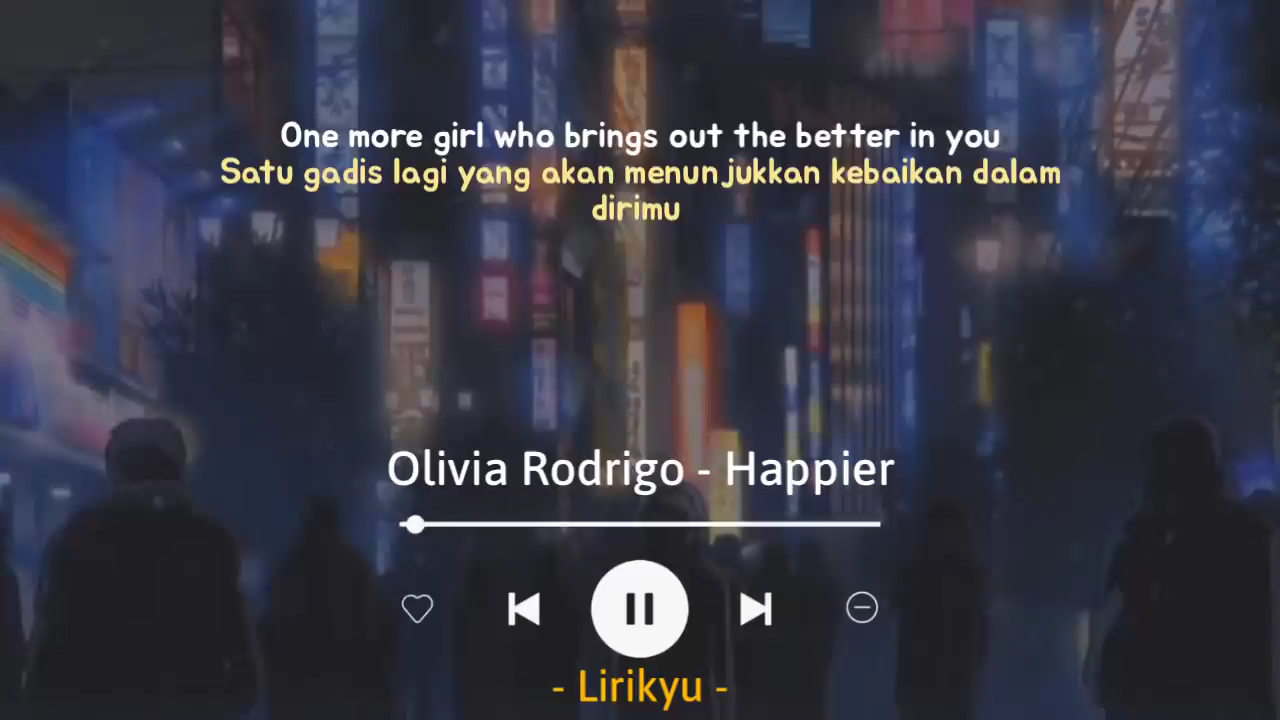 One more girl who brings out the better in you
Satu gadis lagi yang akan menunjukkan kebaikan dalam
dirimu
Olivia Rodrigo - Happier
- Lirikyu -